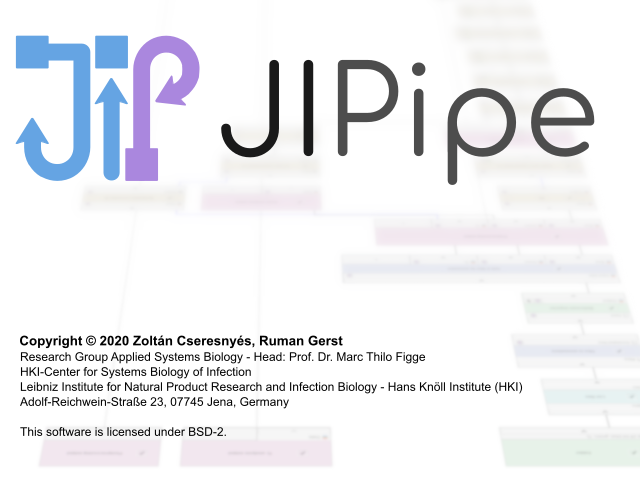 JIP
JIPipe
Copyright © 2020 Zoltán Cseresnyés, Ruman Gerst
Research Group Applied Systems Biology - Head: Prof. Dr. Marc Thilo Figge
HKI-Center for Systems Biology of Infection
Leibniz Institute for Natural Product Research and Infection Biology - Hans Knöll Institute (HKI)
Adolf-Reichwein-Straße 23, 07745 Jena, Germany
This software is licensed under BSD-2.